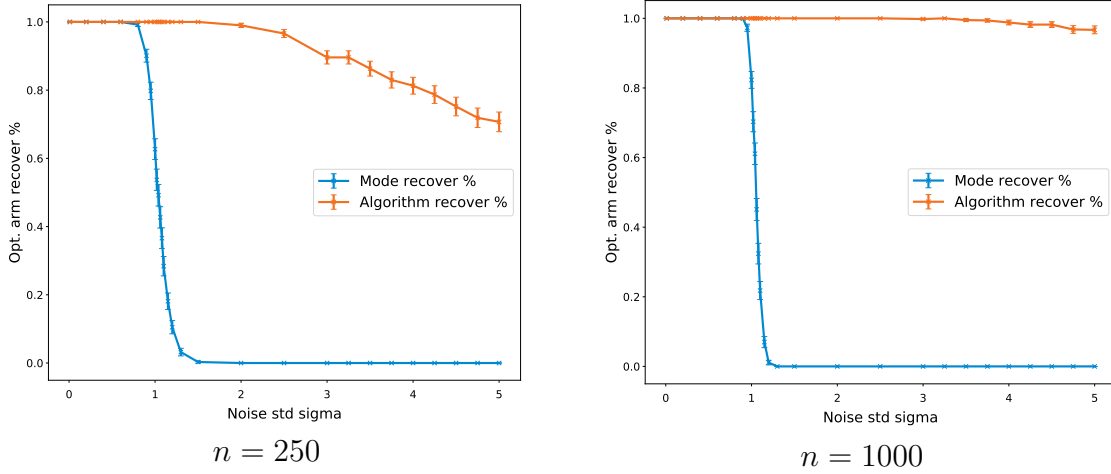 1.0
0.8
0.6
0.4
0.2
0.0
Opt. arm recover %
Mode recover %
Algorithm recover %
0 1 2 3 4 5
Noise std sigma
n = 250
1.0
0.8
0.6
0.4
0.2
0.0
Opt. arm recover %
Mode recover %
Algorithm recover %
0 1 2 3 4 5
Noise std sigma
n = 1000